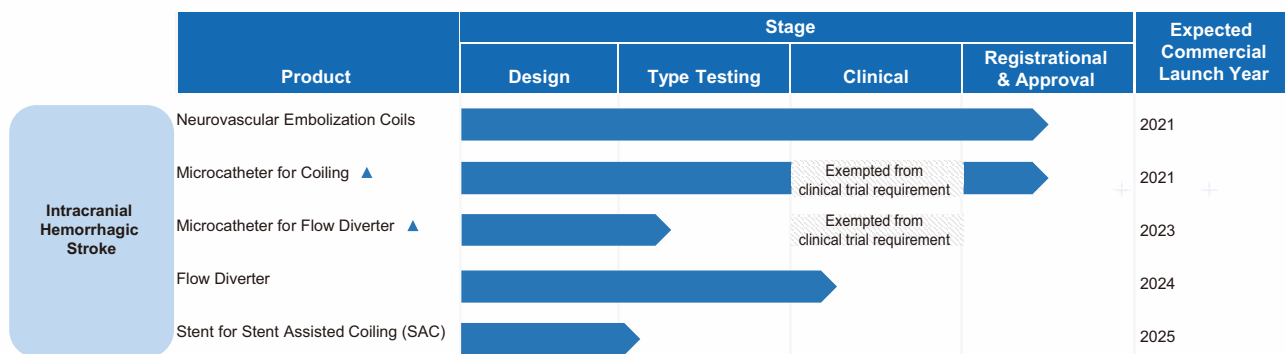 Stage
Expected
Commercial
Launch Year
Product
Design
Type Testing
Clinical
Registrational
& Approval
Intracranial
Hemorrhagic
Stroke
Neurovascular Embolization Coils
2021
Microcatheter for Coiling ▲
Exempted from
clinical trial requirement
2021
Microcatheter for Flow Diverter ▲
Exempted from
clinical trial requirement
2023
Flow Diverter
2024
Stent for Stent Assisted Coiling (SAC)
2025